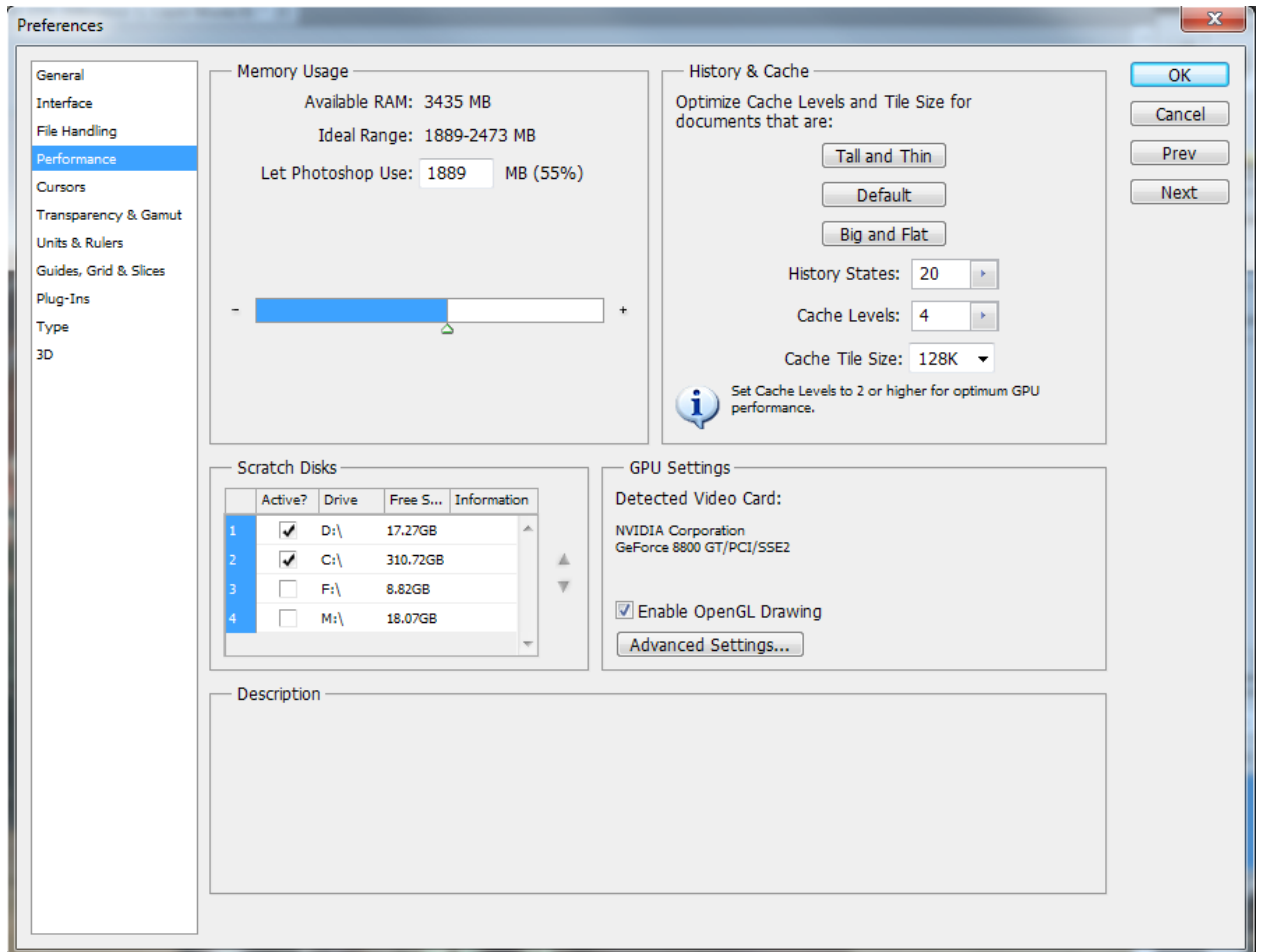 Preferences
General
Interface
File Handling
Performance
Cursors
Transparency & Gamut
Units & Rulers
Guides, Grid & Slices
Plug-Ins
Type
3D
Memory Usage
Available RAM: 3435 MB
Ideal Range: 1889-2473 MB
Let Photoshop Use: 1889 MB (55%)
- +
History & Cache
Optimize Cache Levels and Tile Size for
documents that are:
Tall and Thin
Default
Big and Flat
History States: 20
Cache Levels: 4
Cache Tile Size: 128K
Set Cache Levels to 2 or higher for optimum GPU
performance.
OK
Cancel
Prev
Next
Scratch Disks
Active? Drive Free S... Information
1 D:\ 17.27GB
2 C:\ 310.72GB
3 F:\ 8.82GB
4 M:\ 18.07GB
GPU Settings
Detected Video Card:
NVIDIA Corporation
GeForce 8800 GT/PCI/SSE2
Enable OpenGL Drawing
Advanced Settings...
Description